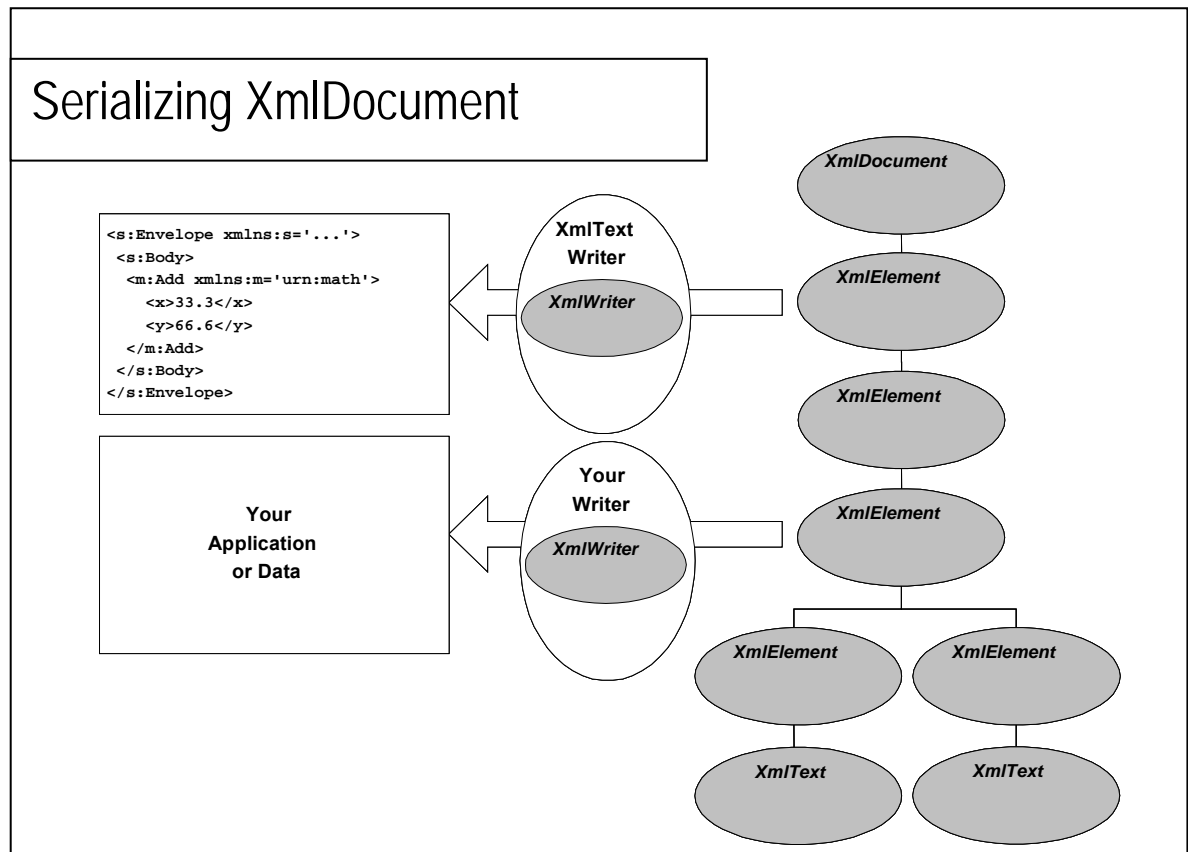 Serializing XmlDocument
<s:Envelope xmlns:s='...'>
<s:Body>
<m:Add xmlns:m='urn:math'>
<x>33.3</x>
<y>66.6</y>
</m:Add>
</s:Body>
</s:Envelope>
XmlText
Writer
XmlWriter
Your
Application
or Data
Your
Writer
XmlWriter
XmlDocument
XmlElement
XmlElement
XmlElement
XmlElement
XmlElement
XmlText
XmlText